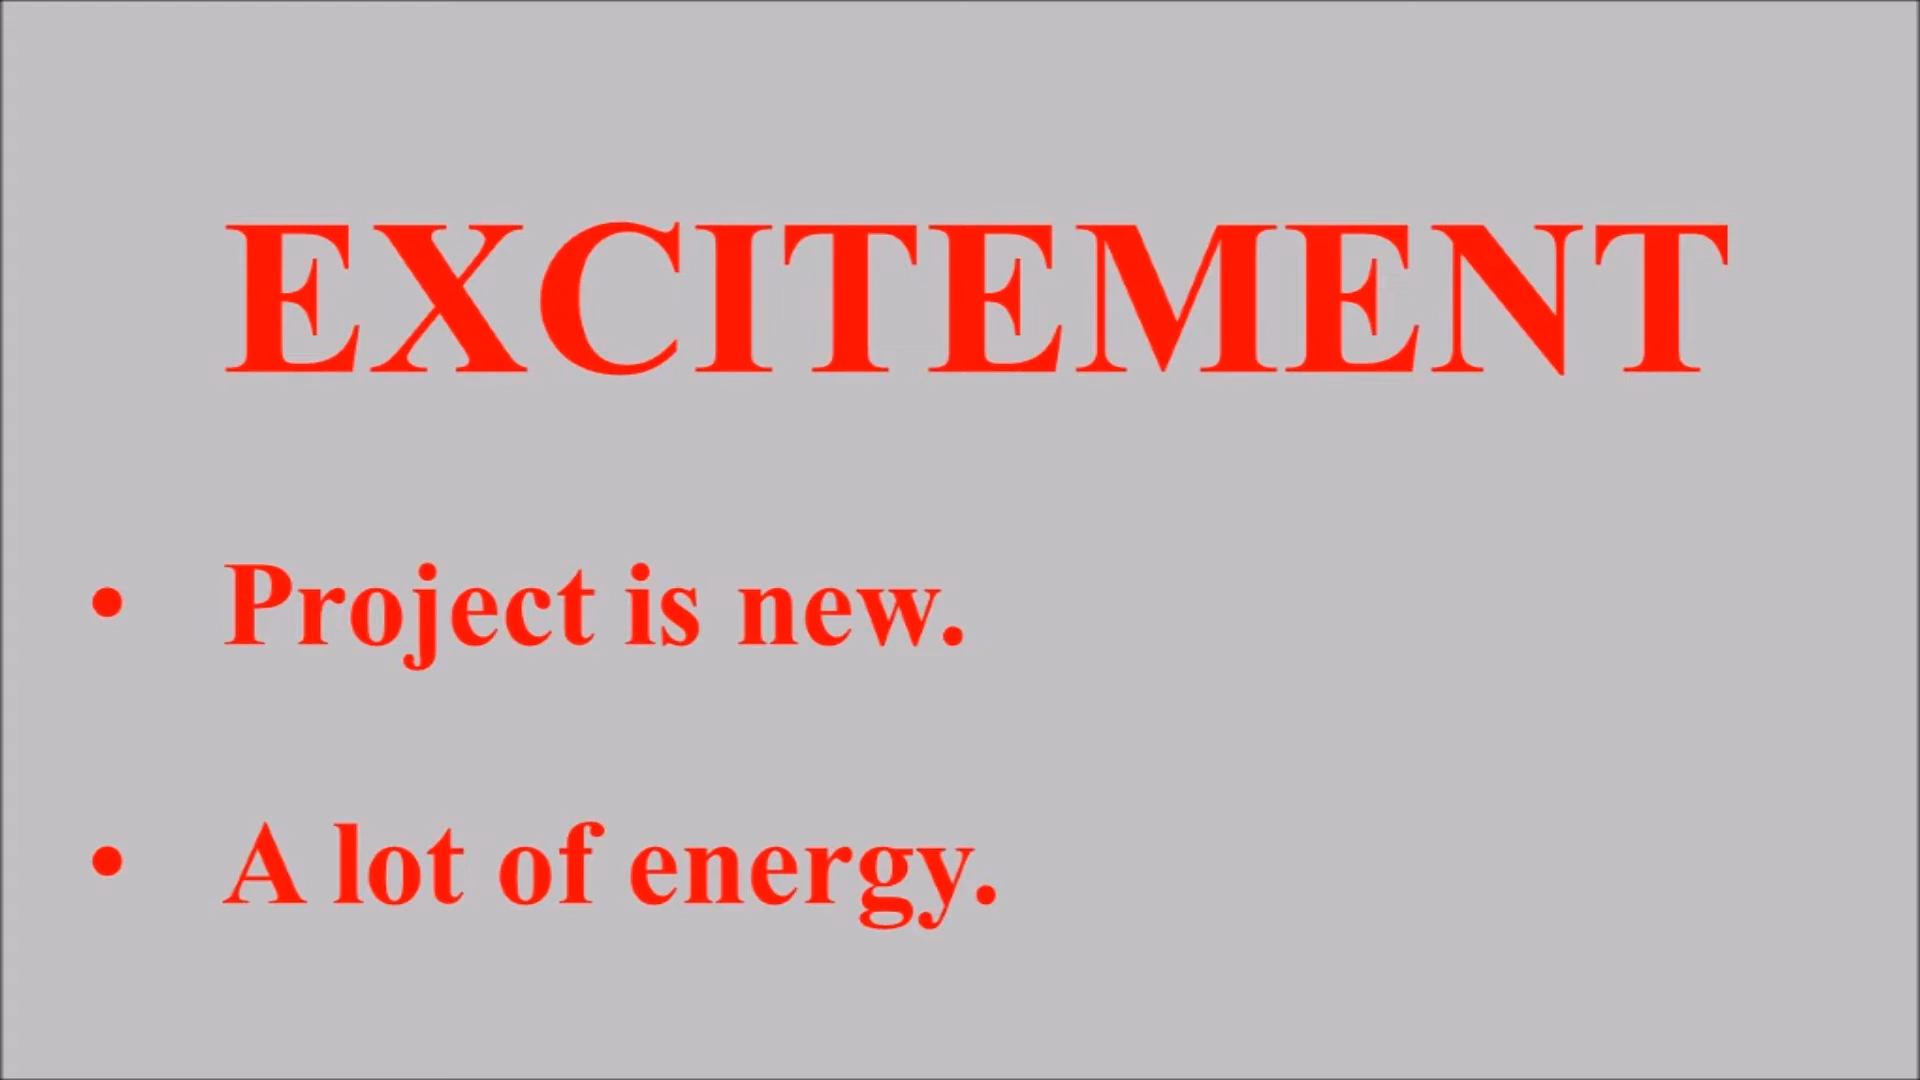 EXCITEMENT
• Project is new.
• A lot of energy.